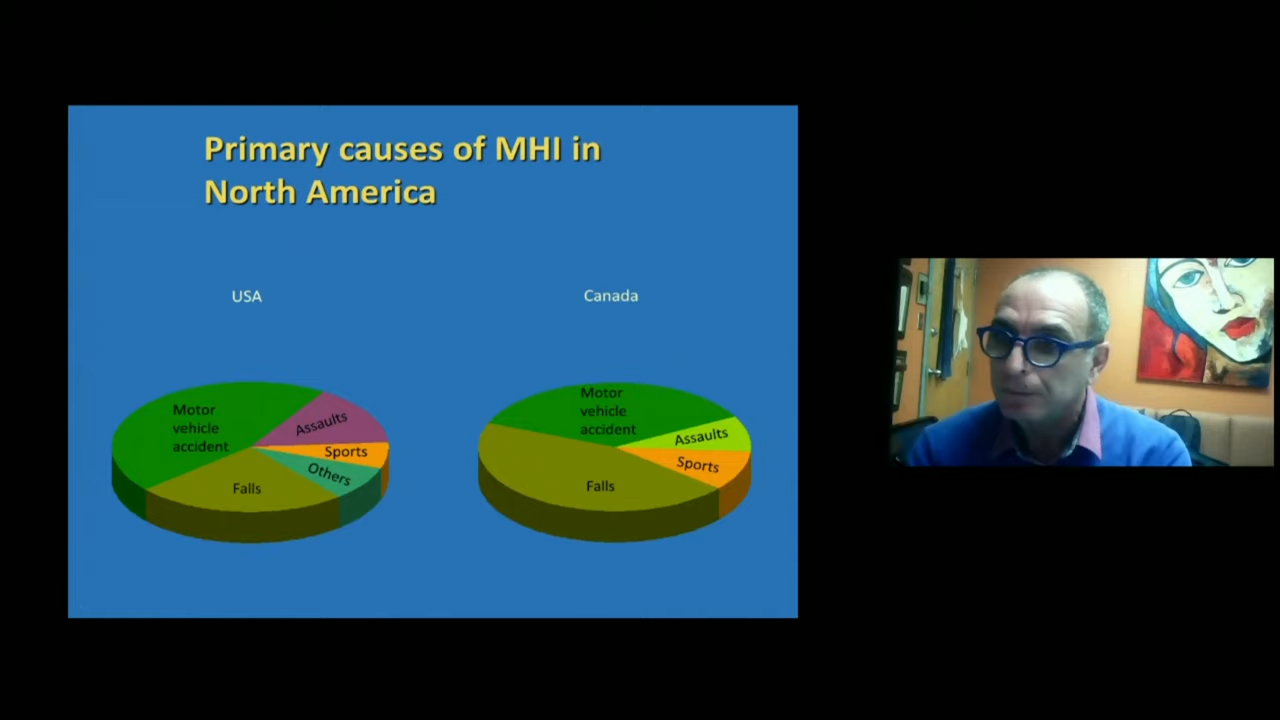 Primary causes of MHI in
North America
USA
Canada
Motor
vehicle
accident
Assaults
Sports
Others
Falls
Motor
vehicle
accident
Assaults
Sports
Falls